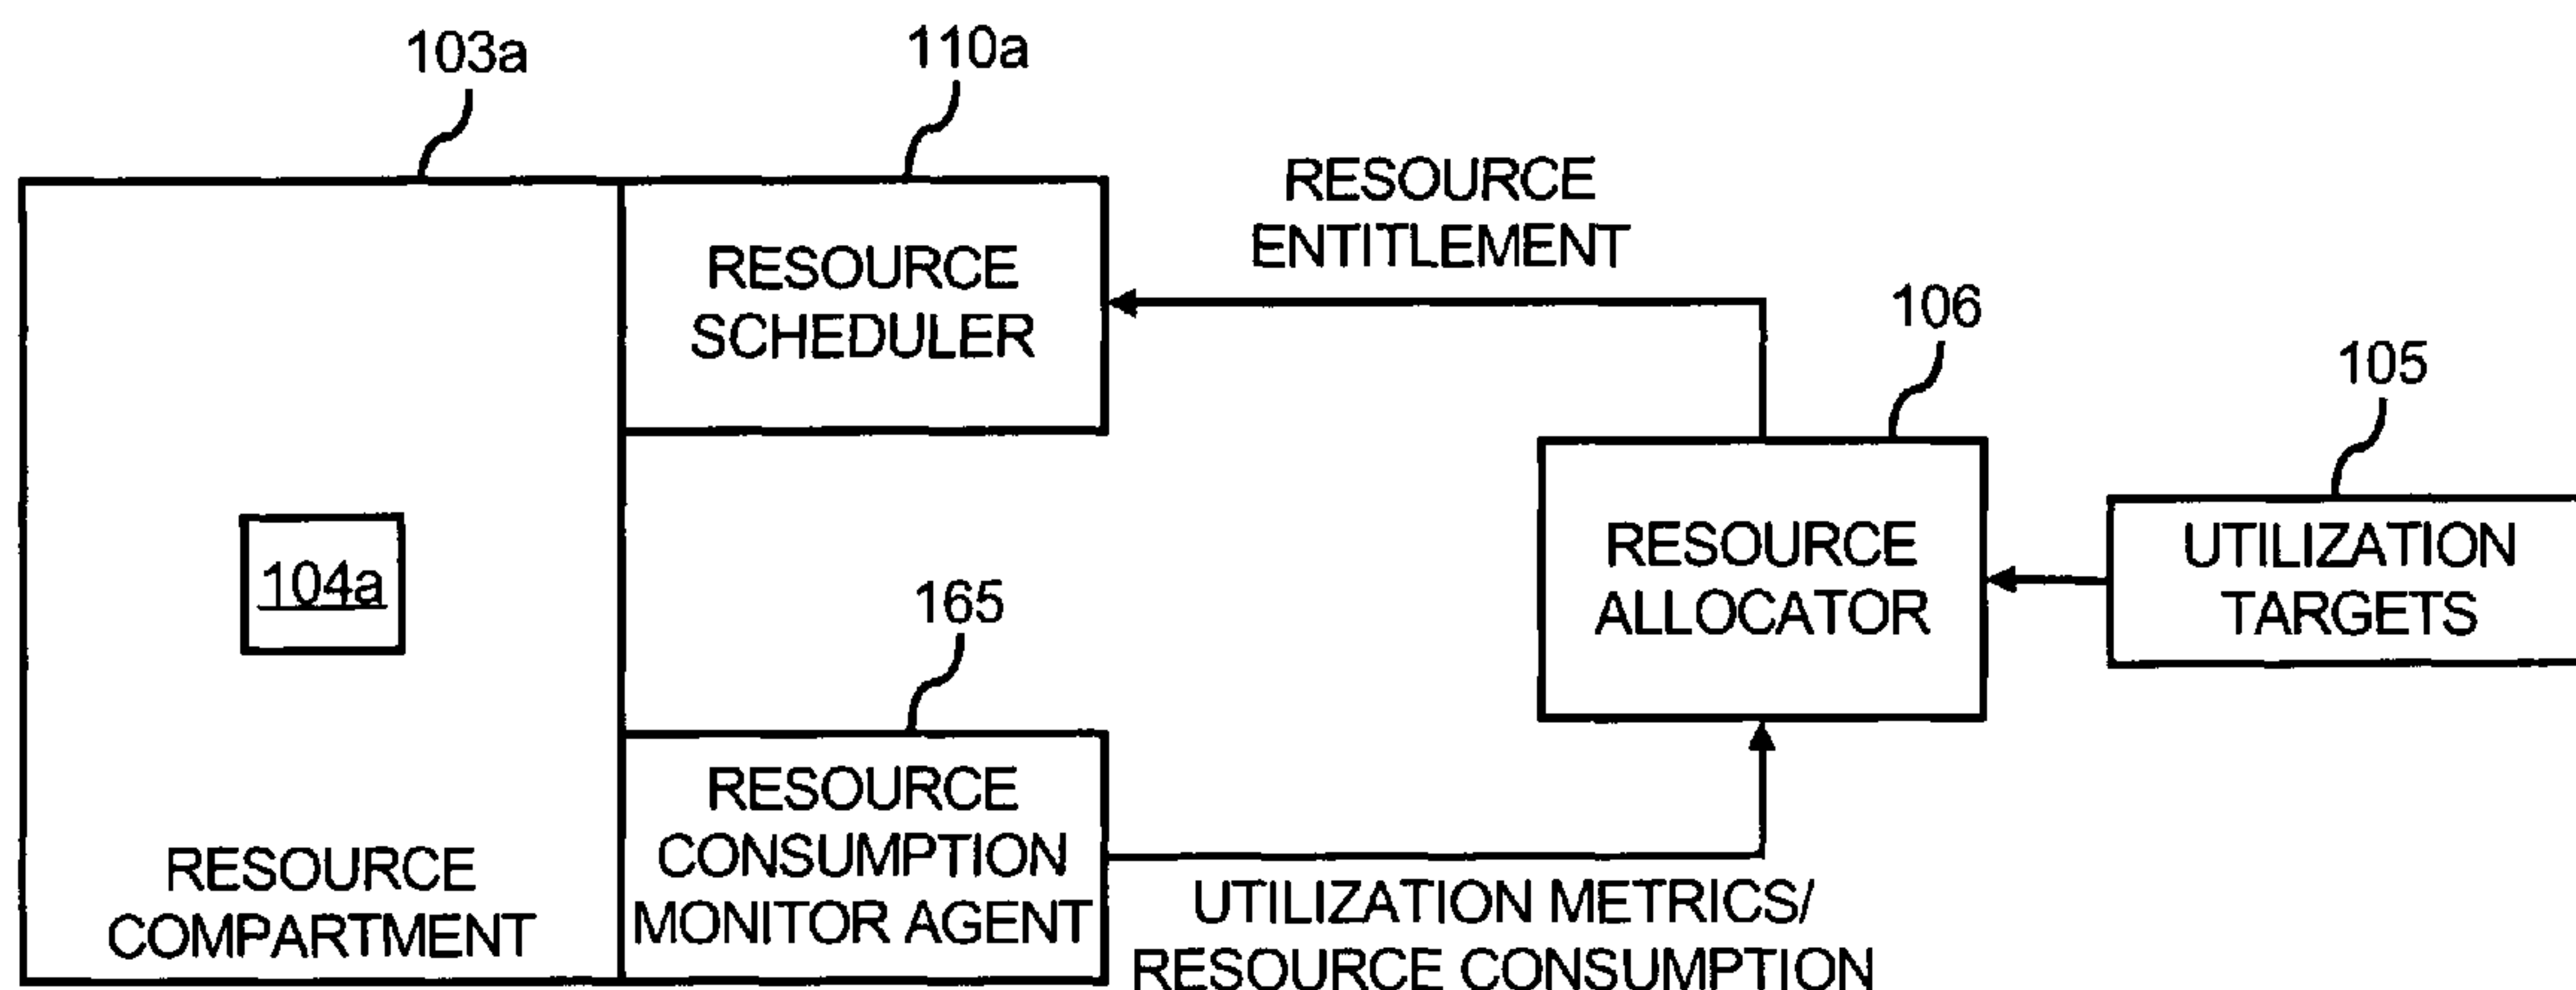 103a
110a
RESOURCE
ENTITLEMENT
RESOURCE
SCHEDULER
106
105
RESOURCE
ALLOCATOR
UTILIZATION
TARGETS
104a
165
RESOURCE
COMPARTMENT
RESOURCE
CONSUMPTION
MONITOR AGENT
UTILIZATION METRICS/
RESOURCE CONSUMPTION